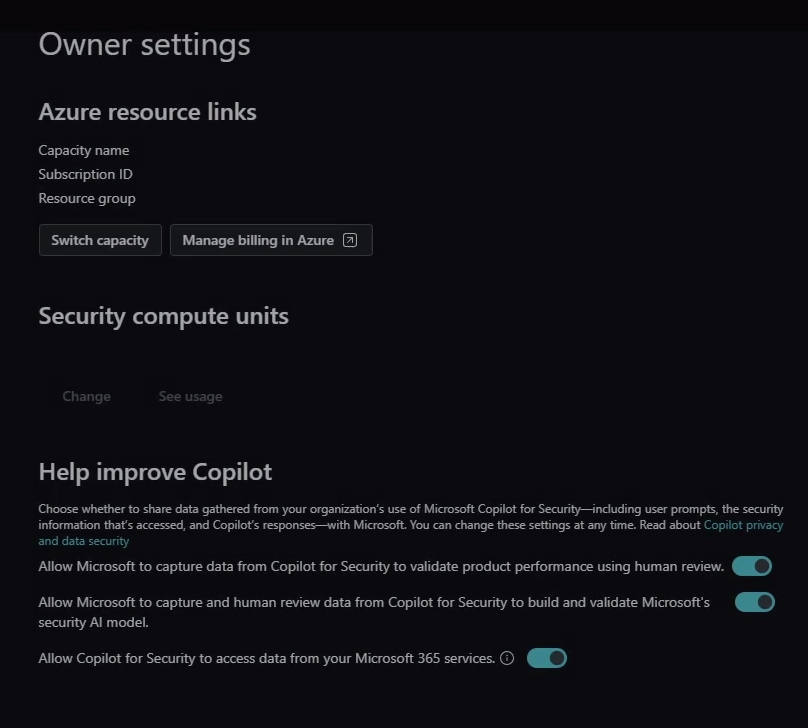 Owner settings
Azure resource links
Capacity name
Subscription ID
Resource group
Switch capacity
Manage billing in Azure
Security compute units
Change
See usage
Help improve Copilot
Choose whether to share data gathered from your organization's use of Microsoft Copilot for Security—including user prompts, the security
information that's accessed, and Copilot's responses—with Microsoft. You can change these settings at any time. Read about Copilot privacy
and data security
Allow Microsoft to capture data from Copilot for Security to validate product performance using human review.
Allow Microsoft to capture and human review data from Copilot for Security to build and validate Microsoft's
security AI model.
Allow Copilot for Security to access data from your Microsoft 365 services.